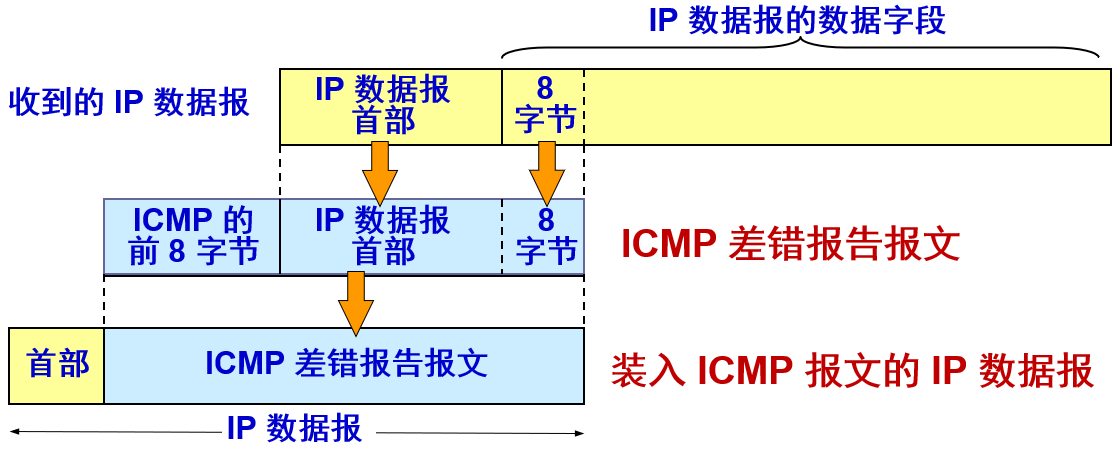 IP 数据报的数据字段
收到的 IP 数据报
IP 数据报
首部
8
字节
ICMP 的
前 8 字节
IP 数据报
首部
8
字节
ICMP 差错报告报文
首部
ICMP 差错报告报文
装入 ICMP 报文的 IP 数据报
IP 数据报